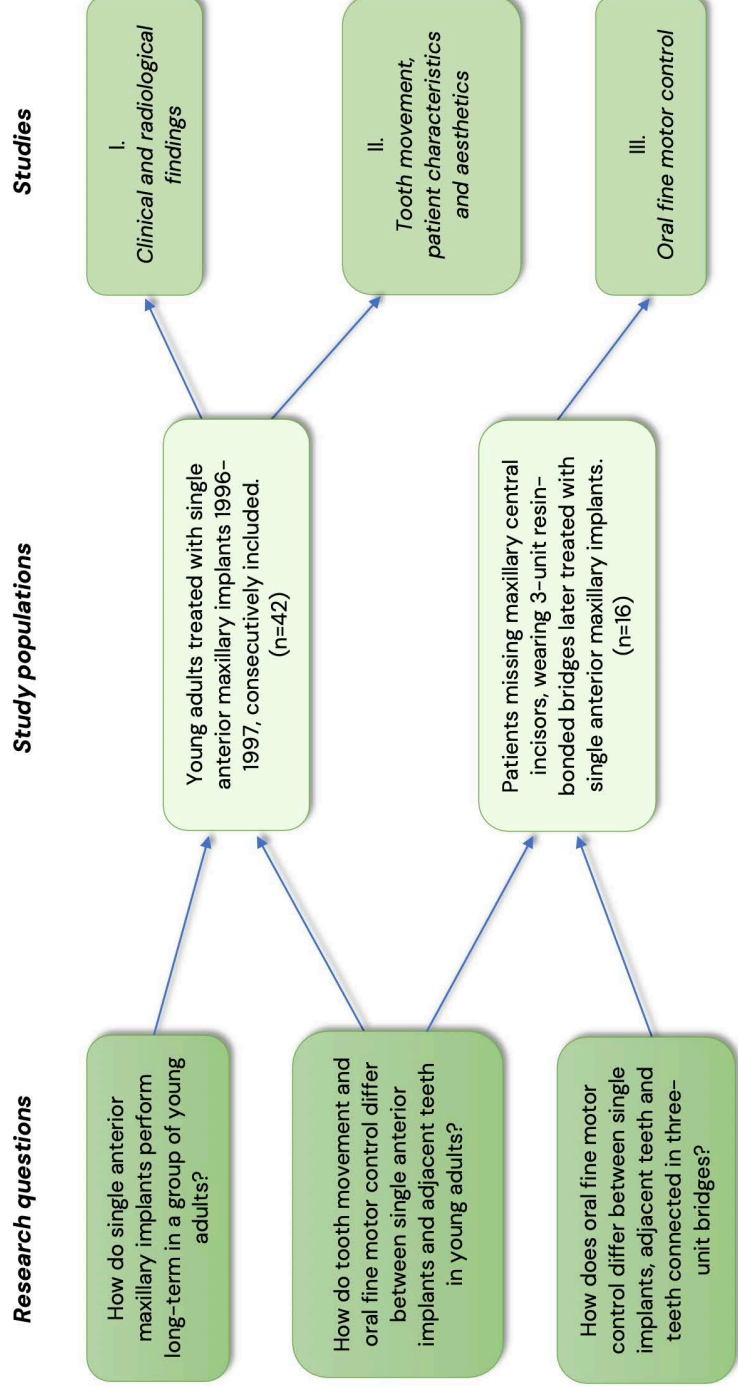 Research questions
Study populations
Studies
How do single anterior
maxillary implants perform
long-term in a group of young
adults?
How do tooth movement and
oral fine motor control differ
between single anterior
implants and adjacent teeth
in young adults?
How does oral fine motor
control differ between single
implants, adjacent teeth and
teeth connected in three-
unit bridges?
Young adults treated with single
anterior maxillary implants 1996-
1997, consecutively included.
(n=42)
Patients missing maxillary central
incisors, wearing 3-unit resin-
bonded bridges later treated with
single anterior maxillary implants.
(n=16)
I.
Clinical and radiological
findings
II.
Tooth movement,
patient characteristics
and aesthetics
III.
Oral fine motor control